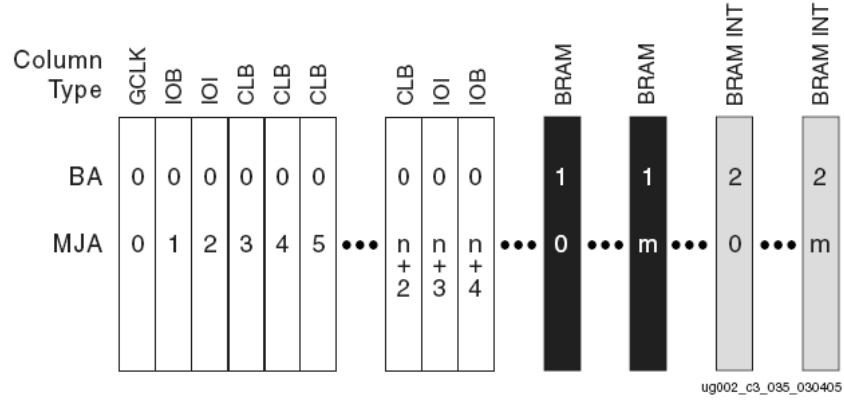 Column Type GCLK IOB IOI CLB CLB CLB CLB IOI IOB BRAM BRAM BRAM INT BRAM INT
BA 0 0 0 0 0 0 0 0 0 1 1 2 2
MJA 0 1 2 3 4 5 ••• n+2 n+3 n+4 ••• 0 ••• m ••• 0 ••• m
ug002_c3_035_030405